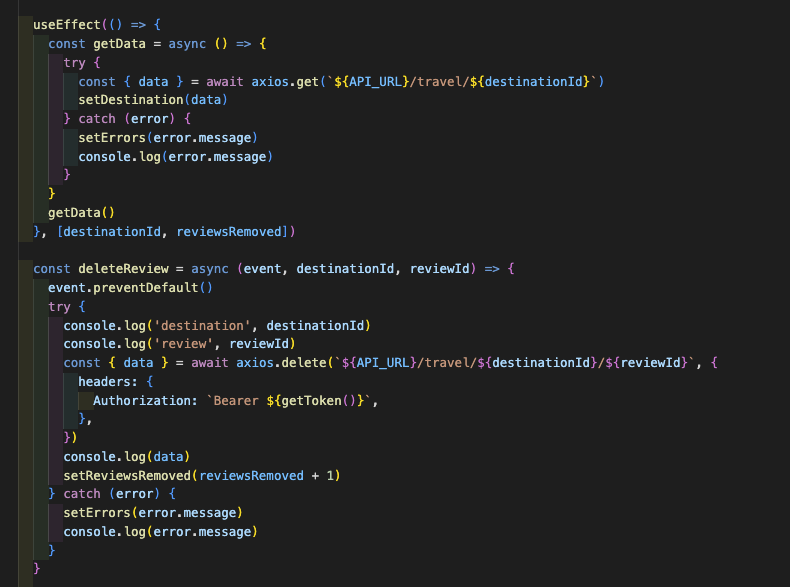 useEffect(() => {
const getData = async () => {
try {
const { data } = await axios.get(`${API_URL}/travel/${destinationId}`)
setDestination(data)
} catch (error) {
setErrors(error.message)
console.log(error.message)
}
}
getData()
}, [destinationId, reviewsRemoved])
const deleteReview = async (event, destinationId, reviewId) => {
event.preventDefault()
try {
console.log('destination', destinationId)
console.log('review', reviewId)
const { data } = await axios.delete(`${API_URL}/travel/${destinationId}/${reviewId}`, {
headers: {
Authorization: `Bearer ${getToken()}`,
},
})
console.log(data)
setReviewsRemoved(reviewsRemoved + 1)
} catch (error) {
setErrors(error.message)
console.log(error.message)
}
}